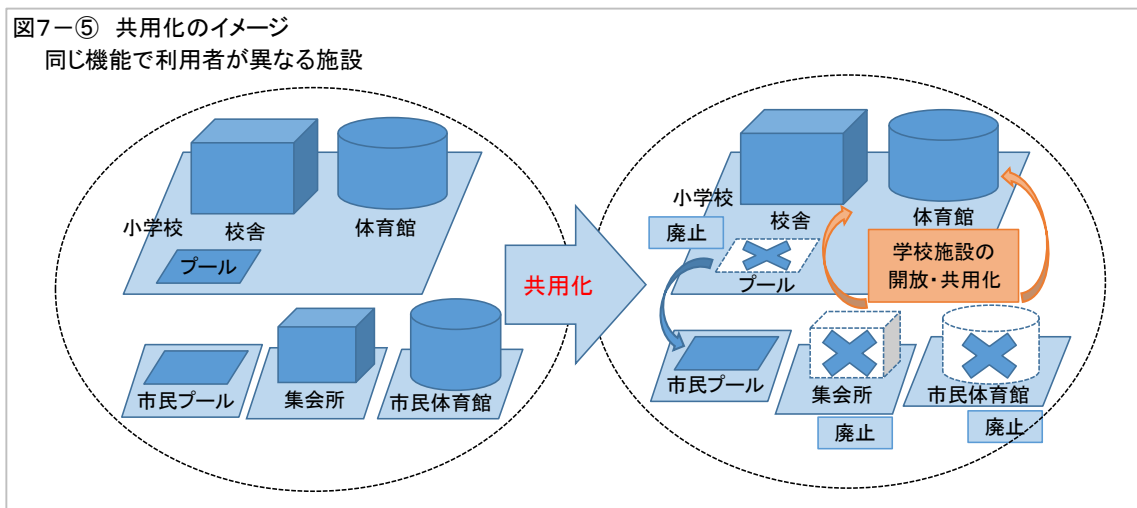 図7－⑤ 共用化のイメージ
同じ機能で利用者が異なる施設
小学校
校舎
体育館
プール
市民プール
集会所
市民体育館
共用化
小学校
校舎
体育館
廃止
プール
学校施設の
開放・共用化
市民プール
集会所
市民体育館
廃止
廃止